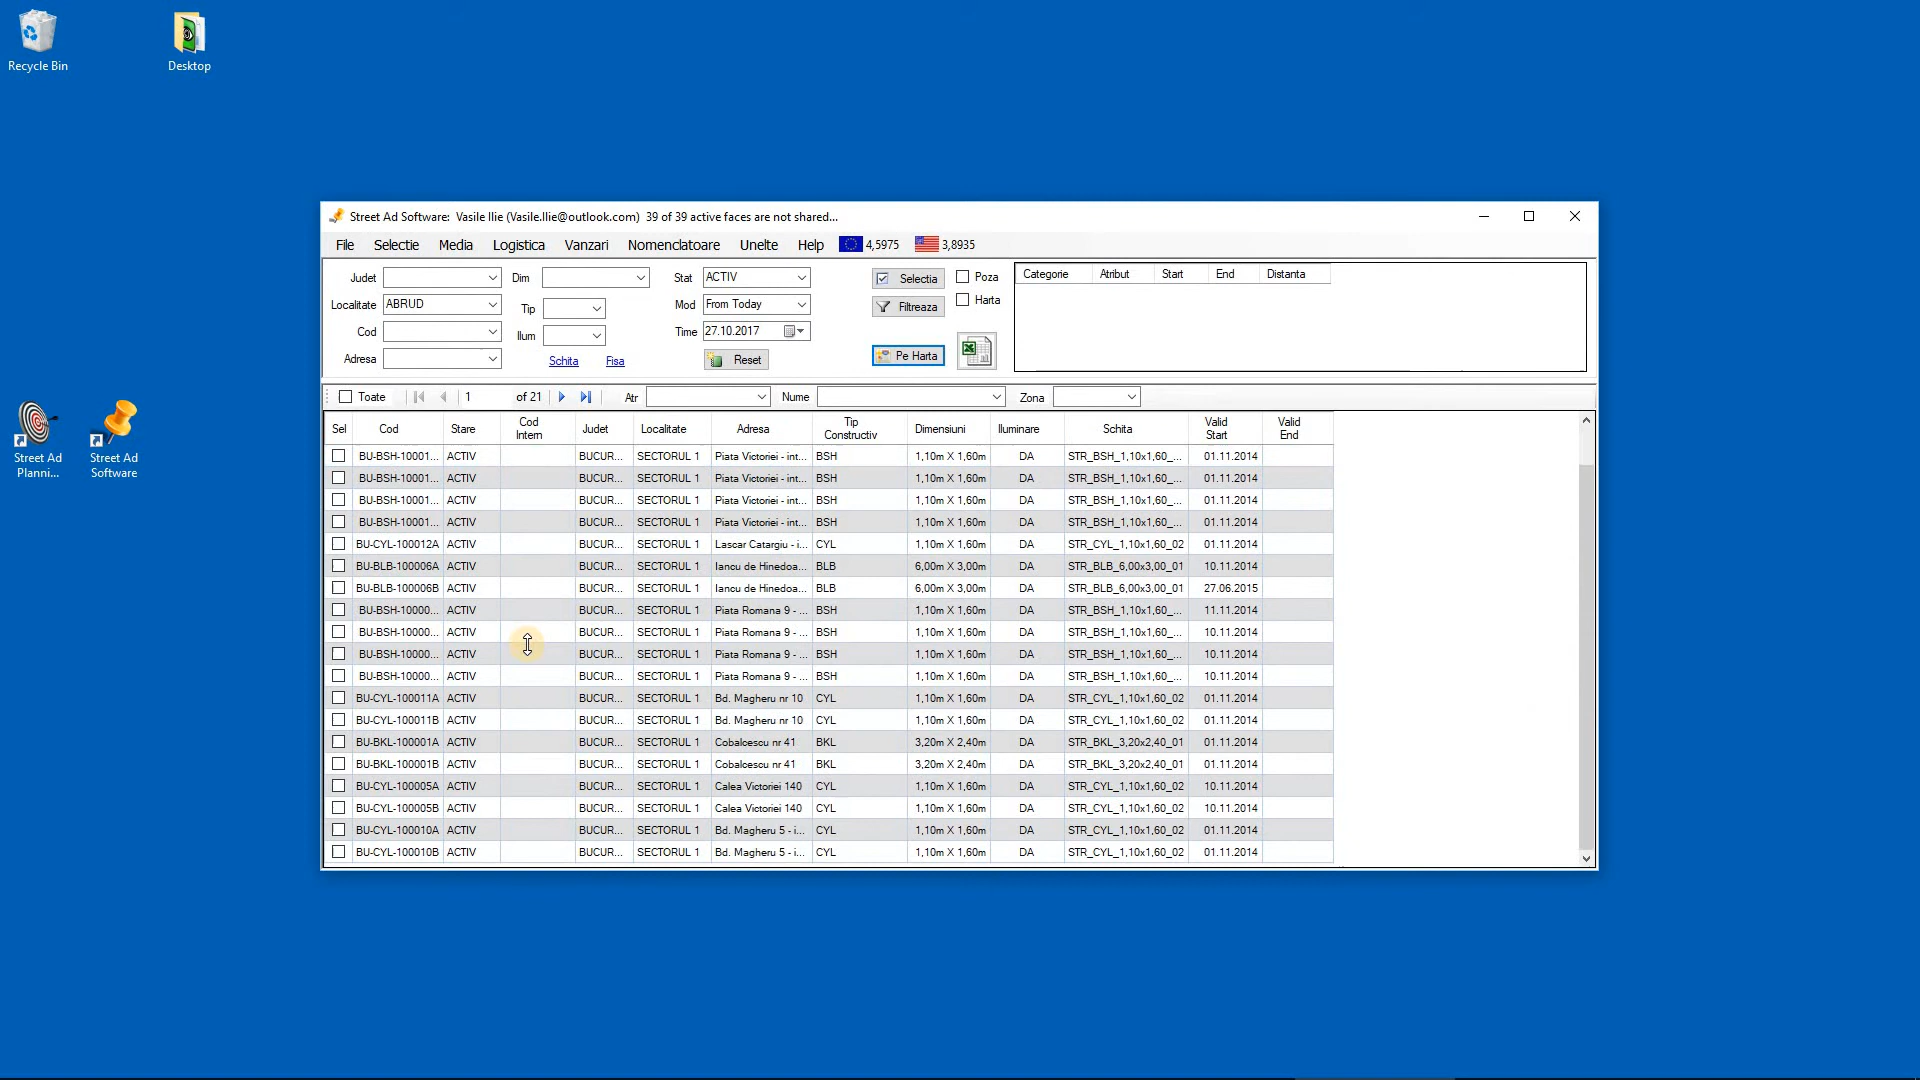 Recycle Bin
Desktop
Street Ad Planni...
Street Ad Software
Street Ad Software: Vasile Ilie (Vasile.Ilie@outlook.com) 39 of 39 active faces are not shared...
File Selectie Media Logistica Vanzari Nomenclatoare Unelte Help 4,5975 3,8935
Judet Dim Stat ACTIV Selectia Poza
Categorie Atribut Start End Distanta
Localitate ABRUD Tip Mod From Today Filtreaza Harta
Cod Ilum Time 27.10.2017
Adresa Schita Fisa Reset Pe Harta
Toate 1 of 21 Atr Nume Zona
Sel Cod Stare Cod Intern Judet Localitate Adresa Tip Constructiv Dimensiuni Iluminare Schita Valid Start Valid End
BU-BSH-10001... ACTIV BUCUR... SECTORUL 1 Piata Victoriei - int... BSH 1,10m X 1,60m DA STR_BSH_1,10x1,60_... 01.11.2014
BU-BSH-10001... ACTIV BUCUR... SECTORUL 1 Piata Victoriei - int... BSH 1,10m X 1,60m DA STR_BSH_1,10x1,60_... 01.11.2014
BU-BSH-10001... ACTIV BUCUR... SECTORUL 1 Piata Victoriei - int... BSH 1,10m X 1,60m DA STR_BSH_1,10x1,60_... 01.11.2014
BU-BSH-10001... ACTIV BUCUR... SECTORUL 1 Piata Victoriei - int... BSH 1,10m X 1,60m DA STR_BSH_1,10x1,60_... 01.11.2014
BU-CYL-100012A ACTIV BUCUR... SECTORUL 1 Lascar Catargiu - i... CYL 1,10m X 1,60m DA STR_CYL_1,10x1,60_02 01.11.2014
BU-BLB-100006A ACTIV BUCUR... SECTORUL 1 Iancu de Hinedoa... BLB 6,00m X 3,00m DA STR_BLB_6,00x3,00_01 10.11.2014
BU-BLB-100006B ACTIV BUCUR... SECTORUL 1 Iancu de Hinedoa... BLB 6,00m X 3,00m DA STR_BLB_6,00x3,00_01 27.06.2015
BU-BSH-10000... ACTIV BUCUR... SECTORUL 1 Piata Romana 9 - ... BSH 1,10m X 1,60m DA STR_BSH_1,10x1,60_... 11.11.2014
BU-BSH-10000... ACTIV BUCUR... SECTORUL 1 Piata Romana 9 - ... BSH 1,10m X 1,60m DA STR_BSH_1,10x1,60_... 10.11.2014
BU-BSH-10000... ACTIV BUCUR... SECTORUL 1 Piata Romana 9 - ... BSH 1,10m X 1,60m DA STR_BSH_1,10x1,60_... 10.11.2014
BU-BSH-10000... ACTIV BUCUR... SECTORUL 1 Piata Romana 9 - ... BSH 1,10m X 1,60m DA STR_BSH_1,10x1,60_... 10.11.2014
BU-CYL-100011A ACTIV BUCUR... SECTORUL 1 Bd. Magheru nr 10 CYL 1,10m X 1,60m DA STR_CYL_1,10x1,60_02 01.11.2014
BU-CYL-100011B ACTIV BUCUR... SECTORUL 1 Bd. Magheru nr 10 CYL 1,10m X 1,60m DA STR_CYL_1,10x1,60_02 01.11.2014
BU-BKL-100001A ACTIV BUCUR... SECTORUL 1 Cobalcescu nr 41 BKL 3,20m X 2,40m DA STR_BKL_3,20x2,40_01 01.11.2014
BU-BKL-100001B ACTIV BUCUR... SECTORUL 1 Cobalcescu nr 41 BKL 3,20m X 2,40m DA STR_BKL_3,20x2,40_01 01.11.2014
BU-CYL-100005A ACTIV BUCUR... SECTORUL 1 Calea Victoriei 140 CYL 1,10m X 1,60m DA STR_CYL_1,10x1,60_02 10.11.2014
BU-CYL-100005B ACTIV BUCUR... SECTORUL 1 Calea Victoriei 140 CYL 1,10m X 1,60m DA STR_CYL_1,10x1,60_02 10.11.2014
BU-CYL-100010A ACTIV BUCUR... SECTORUL 1 Bd. Magheru 5 - i... CYL 1,10m X 1,60m DA STR_CYL_1,10x1,60_02 01.11.2014
BU-CYL-100010B ACTIV BUCUR... SECTORUL 1 Bd. Magheru 5 - i... CYL 1,10m X 1,60m DA STR_CYL_1,10x1,60_02 01.11.2014